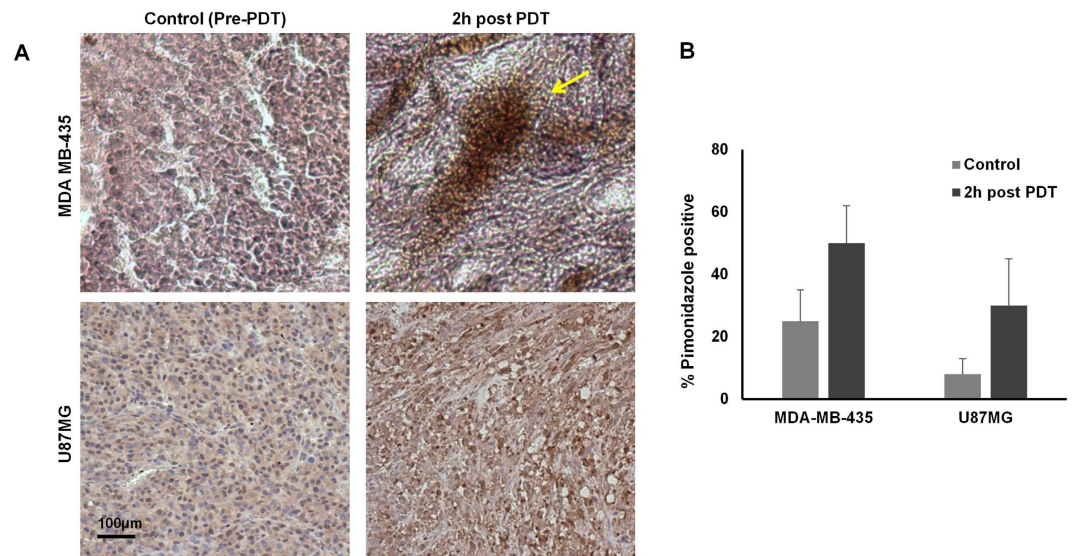 Control (Pre-PDT)
2h post PDT
A
MDA MB-435
U87MG
100µm
B
% Pimonidazole positive
80
60
40
20
0
Control
2h post PDT
MDA-MB-435
U87MG